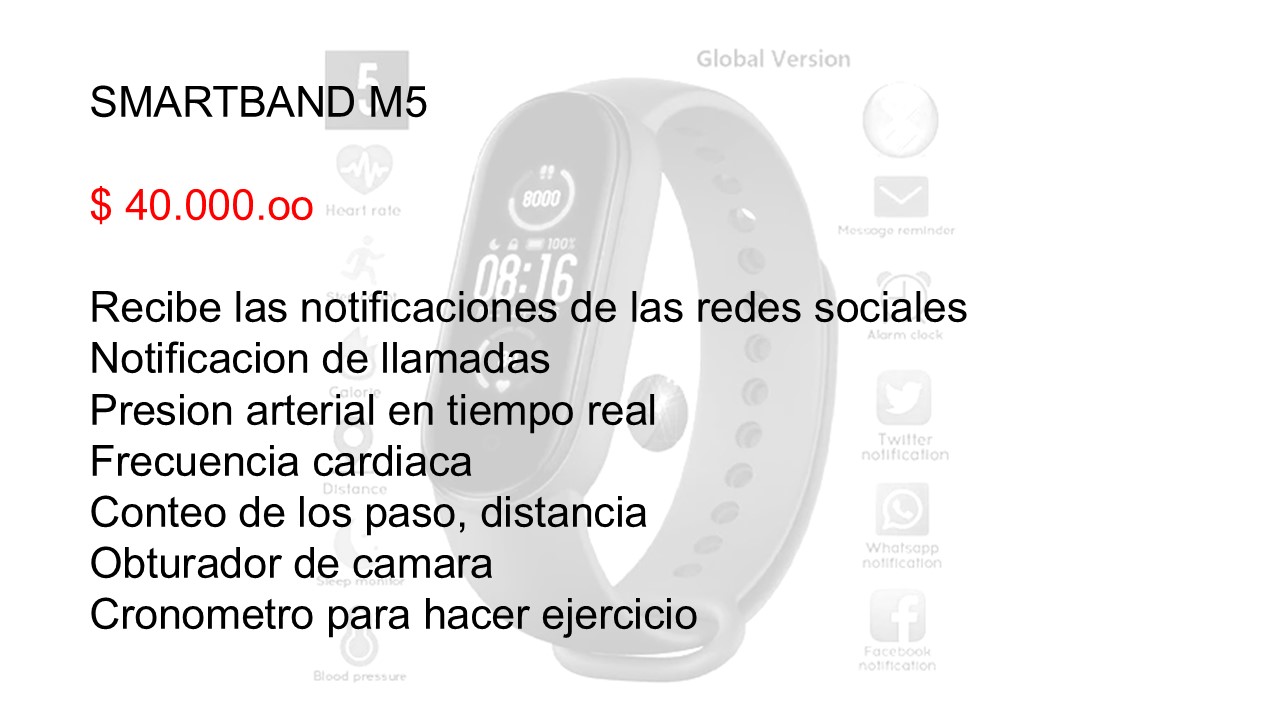 Global Version
5
SMARTBAND M5
$ 40.000.oo
Heart rate
Message reminder
8000
100%
08:16
Recibe las notificaciones de las redes sociales
Alarm clock
Notificacion de llamadas
Calorie
Presion arterial en tiempo real
Twitter
notification
Frecuencia cardiaca
Distance
Conteo de los paso, distancia
Whatsapp
notification
Obturador de camara
Sleep monitor
Cronometro para hacer ejercicio
Facebook
notification
Blood pressure